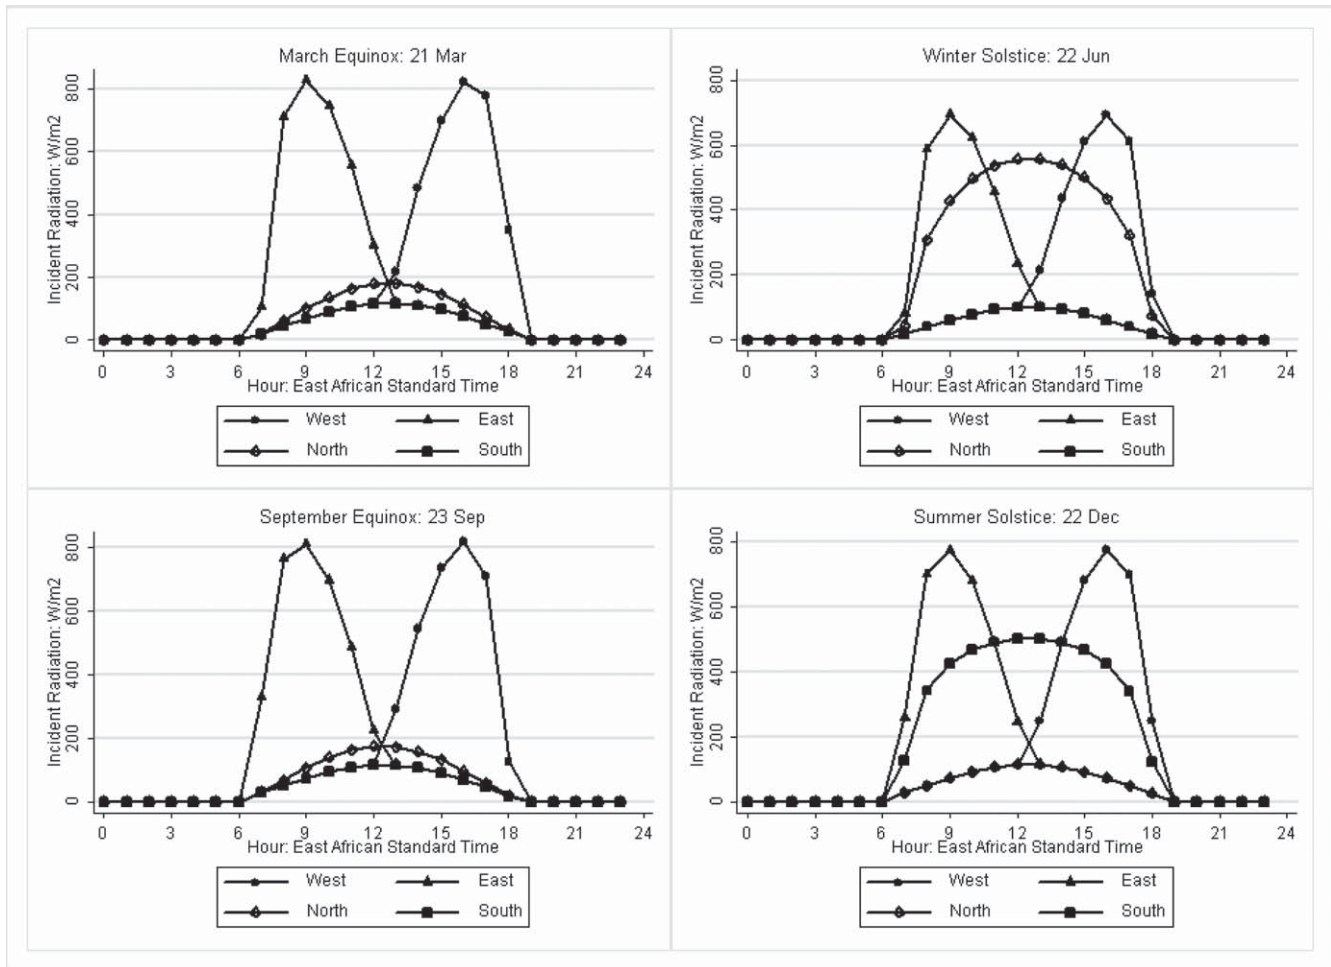 March Equinox: 21 Mar
Incident Radiation: W/m2
800
600
400
200
0
0 3 6 9 12 15 18 21 24
Hour: East African Standard Time
West East
North South
Winter Solstice: 22 Jun
Incident Radiation: W/m2
800
600
400
200
0
0 3 6 9 12 15 18 21 24
Hour: East African Standard Time
West East
North South
September Equinox: 23 Sep
Incident Radiation: W/m2
800
600
400
200
0
0 3 6 9 12 15 18 21 24
Hour: East African Standard Time
West East
North South
Summer Solstice: 22 Dec
Incident Radiation: W/m2
800
600
400
200
0
0 3 6 9 12 15 18 21 24
Hour: East African Standard Time
West East
North South